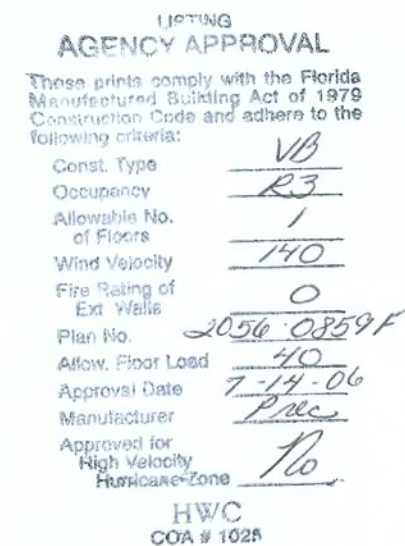 LISTING
AGENCY APPROVAL
These prints comply with the Florida
Manufactured Building Act of 1979
Construction Code and adhere to the
following criteria:
Const. Type VB
Occupancy R3
Allowable No.
of Floors 1
Wind Velocity 140
Fire Rating of
Ext Walls 0
Plan No. 2056-0859F
Allow. Floor Load 40
Approval Date 7-14-06
Manufacturer Prec
Approved for
High Velocity
Hurricane Zone No
HWC
COA # 1025